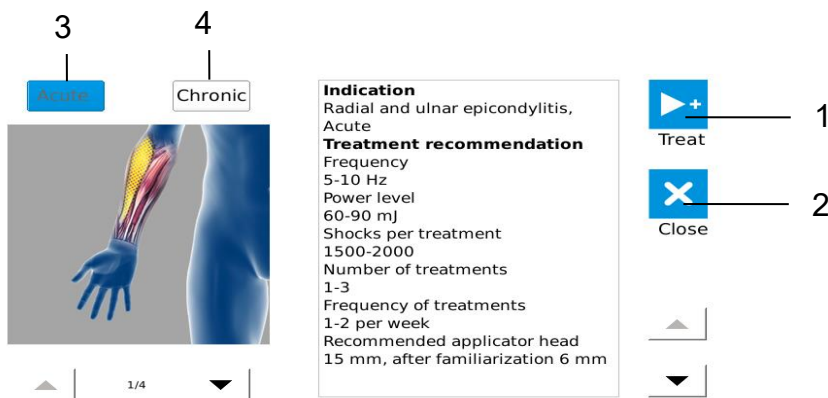 3
4
Acute
Chronic
Indication
Radial and ulnar epicondylitis,
Acute
Treatment recommendation
Frequency
5-10 Hz
Power level
60-90 mJ
Shocks per treatment
1500-2000
Number of treatments
1-3
Frequency of treatments
1-2 per week
Recommended applicator head
15 mm, after familiarization 6 mm
Treat
1
Close
2
1/4